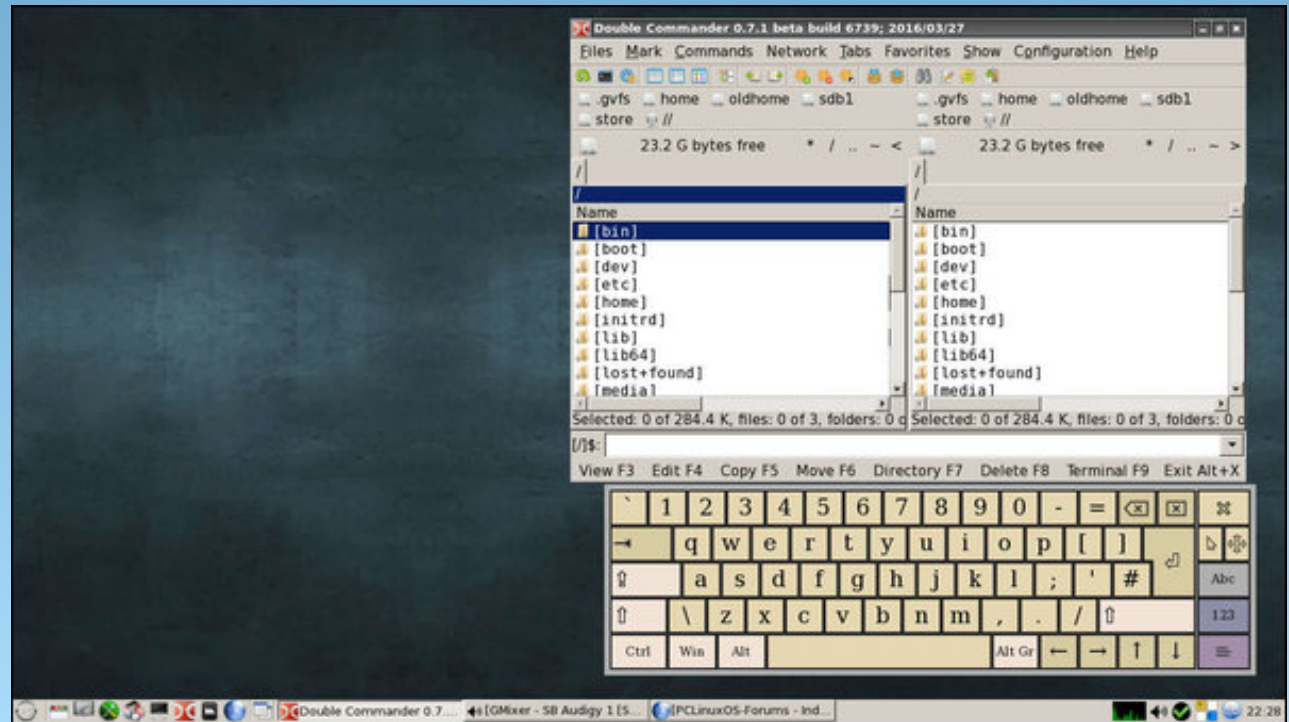 Double Commander 0.7.1 beta build 6739; 2016/03/27
Files Mark Commands Network Tabs Favorites Show Configuration Help
.gvfs home oldhome sdb1 .gvfs home oldhome sdb1
store // store //
23.2 G bytes free * / .. ~ < 23.2 G bytes free * / .. ~ >
/ /
/ /
Name Name
[bin] [bin]
[boot] [boot]
[dev] [dev]
[etc] [etc]
[home] [home]
[initrd] [initrd]
[lib] [lib]
[lib64] [lib64]
[lost+found] [lost+found]
[media] [media]
Selected: 0 of 284.4 K, files: 0 of 3, folders: 0 Selected: 0 of 284.4 K, files: 0 of 3, folders: 0
[/]$:
View F3 Edit F4 Copy F5 Move F6 Directory F7 Delete F8 Terminal F9 Exit Alt+X
` 1 2 3 4 5 6 7 8 9 0 - =
q w e r t y u i o p [ ]
a s d f g h j k l ; ' # Abc
\ z x c v b n m , . / 123
Ctrl Win Alt Alt Gr ← → ↑ ↓
Double Commander 0.7.... [GMixer - SB Audigy 1 [S... [PCLinuxOS-Forums - Ind... 22:28